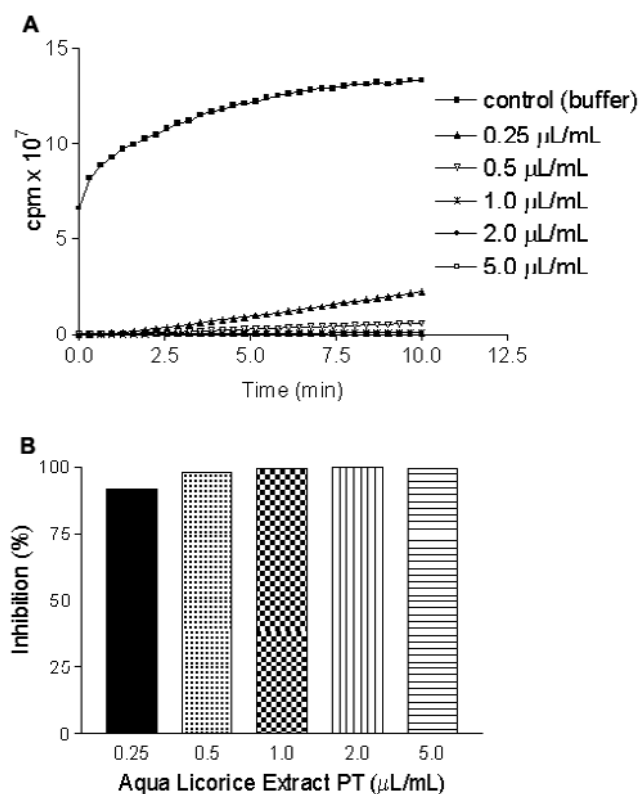 A
15
10
5
0
cpm x 10⁷
0.0 2.5 5.0 7.5 10.0 12.5
Time (min)
control (buffer)
0.25 µL/mL
0.5 µL/mL
1.0 µL/mL
2.0 µL/mL
5.0 µL/mL
B
100
75
50
25
0
Inhibition (%)
0.25 0.5 1.0 2.0 5.0
Aqua Licorice Extract PT (µL/mL)